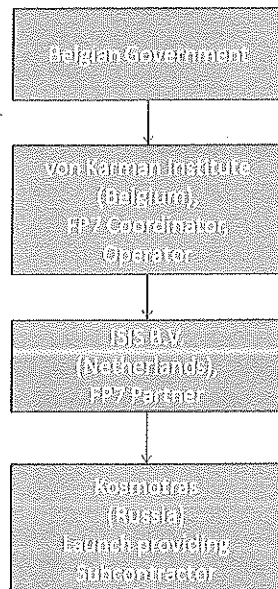 Belgian Government
von Karman Institute
(Belgium),
FP7 Coordinator,
Operator
ISIS B.V.
(Netherlands),
FP7 Partner
Kosmotras
(Russia)
Launch providing
Subcontractor